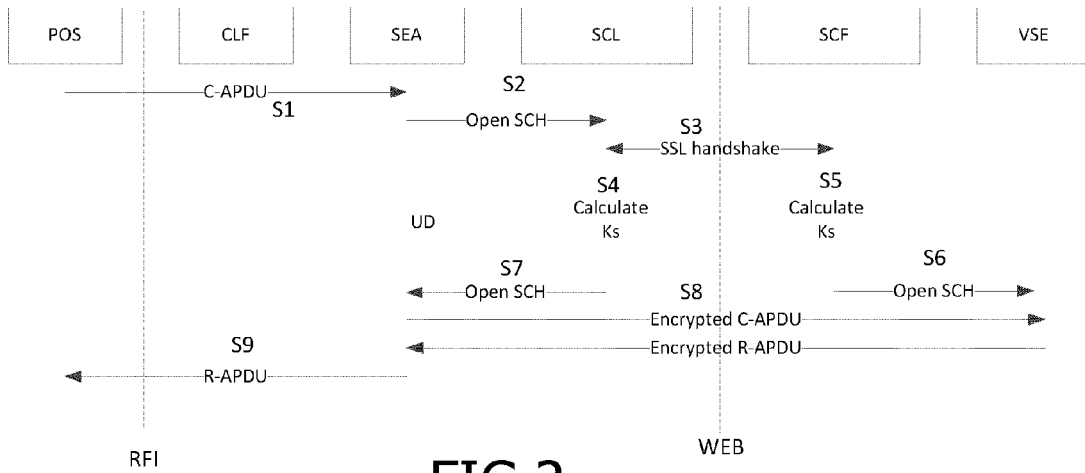 POS CLF SEA SCL SCF VSE
C-APDU
S1
S2
Open SCH
S3
SSL handshake
S4
Calculate
Ks
S5
Calculate
Ks
UD
S6
Open SCH
S7
Open SCH
S8
Encrypted C-APDU
Encrypted R-APDU
S9
R-APDU
RFI
WEB